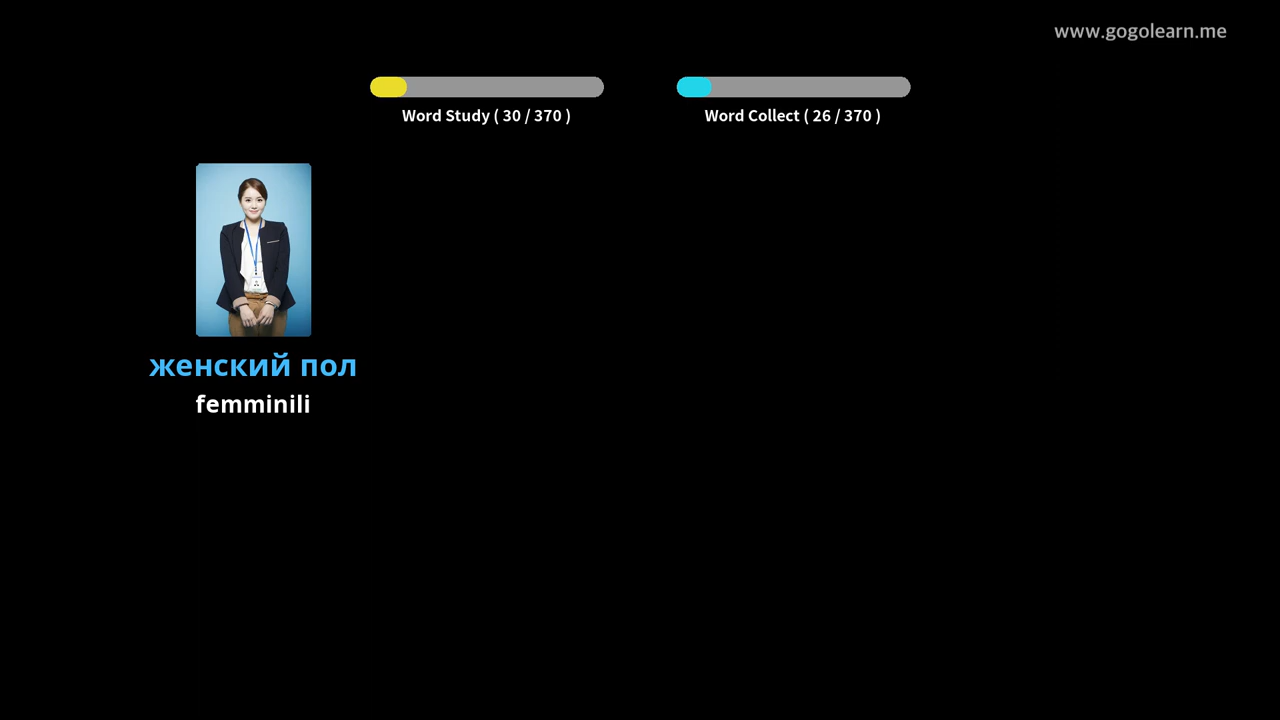 www.gogolearn.me
Word Study ( 30 / 370 )
Word Collect ( 26 / 370 )
женский пол
femminili